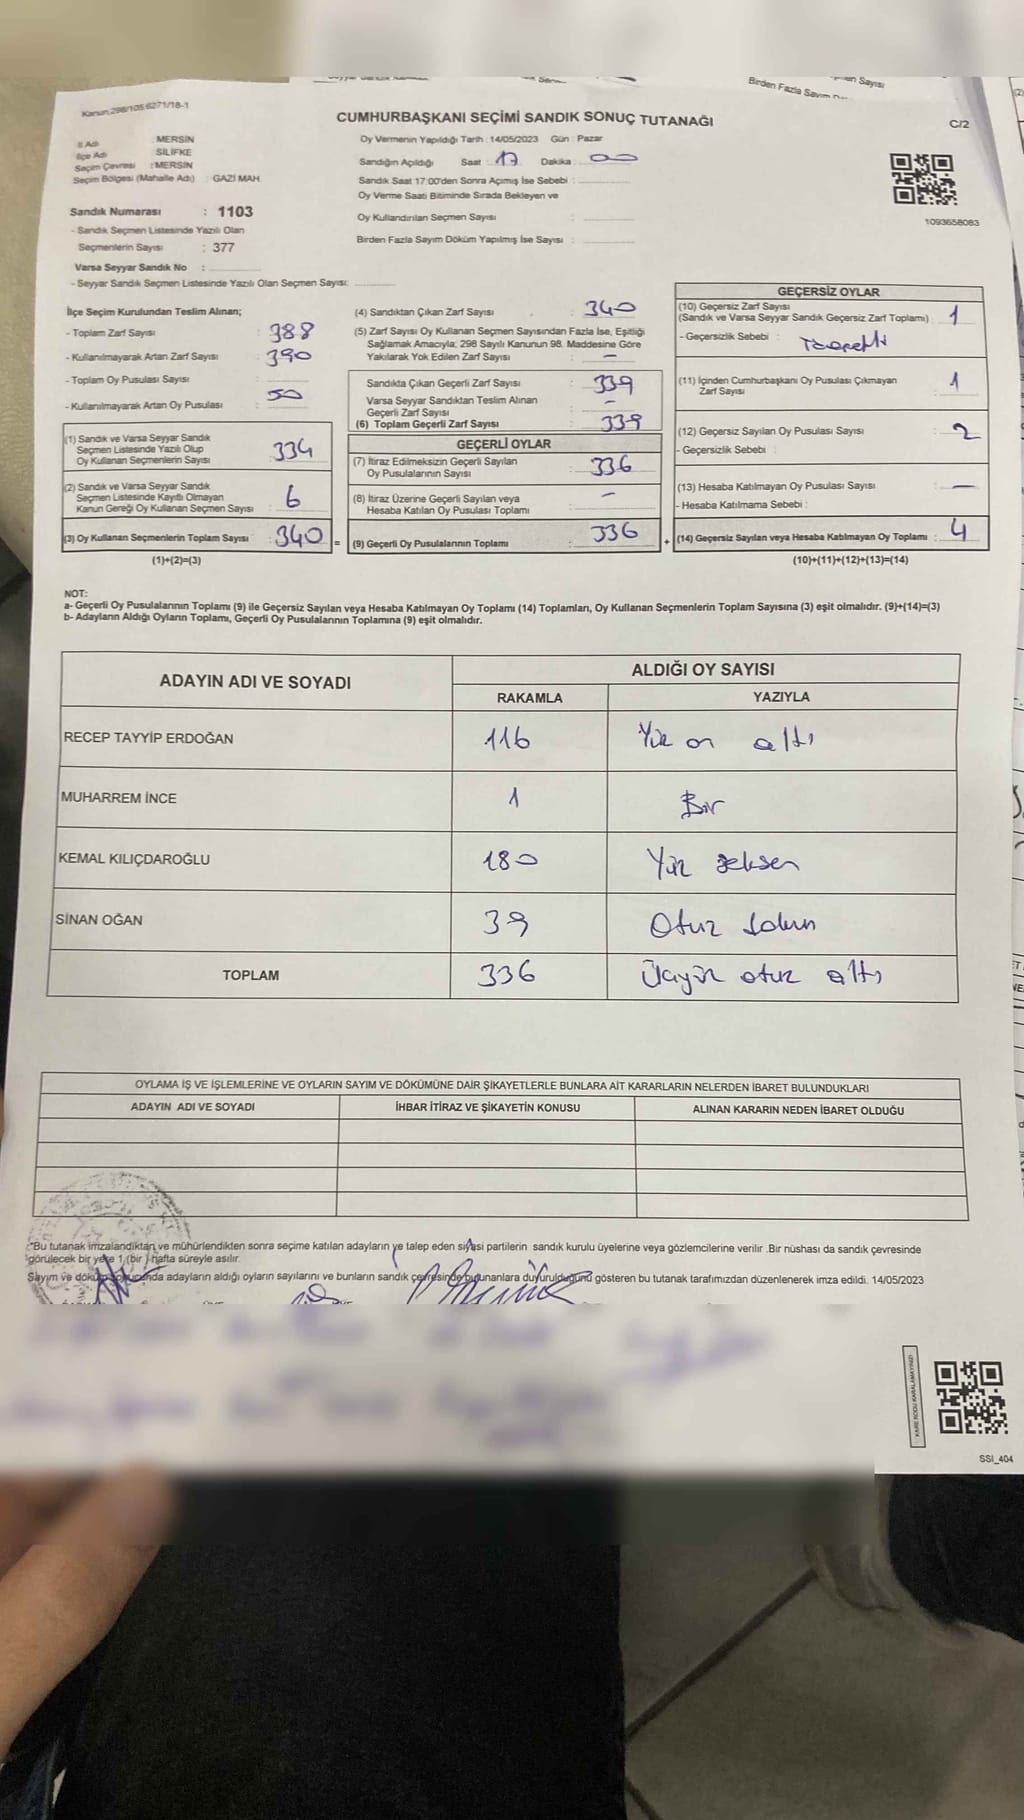 Birden Fazla Sayım
Kanun:298/105 6271/18-1
CUMHURBAŞKANI SEÇİMİ SANDIK SONUÇ TUTANAĞI
C/2
İl Adı : MERSİN
İlçe Adı : SİLİFKE
Seçim Çevresi : MERSİN
Seçim Bölgesi (Mahalle Adı) : GAZİ MAH.
Oy Vermenin Yapıldığı Tarih : 14/05/2023 Gün : Pazar
Sandığın Açıldığı Saat : 17 Dakika : 00
Sandık Saat 17:00'den Sonra Açımış İse Sebebi :
Oy Verme Saati Bitiminde Sırada Bekleyen ve
Oy Kullandırılan Seçmen Sayısı :
Birden Fazla Sayım Döküm Yapılmış İse Sayısı :
1093658083
Sandık Numarası : 1103
- Sandık Seçmen Listesinde Yazılı Olan
Seçmenlerin Sayısı : 377
Varsa Seyyar Sandık No :
- Seyyar Sandık Seçmen Listesinde Yazılı Olan Seçmen Sayısı:
İlçe Seçim Kurulundan Teslim Alınan;
- Toplam Zarf Sayısı : 388
- Kullanılmayarak Artan Zarf Sayısı : 390
- Toplam Oy Pusulası Sayısı :
- Kullanılmayarak Artan Oy Pusulası : 50
(1) Sandık ve Varsa Seyyar Sandık
Seçmen Listesinde Yazılı Olup
Oy Kullanan Seçmenlerin Sayısı : 334
(2) Sandık ve Varsa Seyyar Sandık
Seçmen Listesinde Kayıtlı Olmayan
Kanun Gereği Oy Kullanan Seçmen Sayısı : 6
(3) Oy Kullanan Seçmenlerin Toplam Sayısı : 340 =
(1)+(2)=(3)
(4) Sandıktan Çıkan Zarf Sayısı : 340
(5) Zarf Sayısı Oy Kullanan Seçmen Sayısından Fazla İse, Eşitliği
Sağlamak Amacıyla; 298 Sayılı Kanunun 98. Maddesine Göre
Yakılarak Yok Edilen Zarf Sayısı : -
Sandıkta Çıkan Geçerli Zarf Sayısı : 339
Varsa Seyyar Sandıktan Teslim Alınan
Geçerli Zarf Sayısı : -
(6) Toplam Geçerli Zarf Sayısı : 339
GEÇERLİ OYLAR
(7) İtiraz Edilmeksizin Geçerli Sayılan
Oy Pusulalarının Sayısı : 336
(8) İtiraz Üzerine Geçerli Sayılan veya
Hesaba Katılan Oy Pusulası Toplamı : -
(9) Geçerli Oy Pusulalarının Toplamı : 336 +
GEÇERSİZ OYLAR
(10) Geçersiz Zarf Sayısı
(Sandık ve Varsa Seyyar Sandık Geçersiz Zarf Toplamı) : 1
- Geçersizlik Sebebi :
(11) İçinden Cumhurbaşkanı Oy Pusulası Çıkmayan
Zarf Sayısı : 1
(12) Geçersiz Sayılan Oy Pusulası Sayısı : 2
- Geçersizlik Sebebi :
(13) Hesaba Katılmayan Oy Pusulası Sayısı : -
- Hesaba Katılmama Sebebi :
(14) Geçersiz Sayılan veya Hesaba Katılmayan Oy Toplamı : 4
(10)+(11)+(12)+(13)=(14)
NOT:
a- Geçerli Oy Pusulalarının Toplamı (9) ile Geçersiz Sayılan veya Hesaba Katılmayan Oy Toplamı (14) Toplamları, Oy Kullanan Seçmenlerin Toplam Sayısına (3) eşit olmalıdır. (9)+(14)=(3)
b- Adayların Aldığı Oyların Toplamı, Geçerli Oy Pusulalarının Toplamına (9) eşit olmalıdır.
ADAYIN ADI VE SOYADI
ALDIĞI OY SAYISI
RAKAMLA YAZIYLA
RECEP TAYYİP ERDOĞAN 116 Yüz on altı
MUHARREM İNCE 1 Bir
KEMAL KILIÇDAROĞLU 180 Yüz seksen
SİNAN OĞAN 39 Otuz dokuz
TOPLAM 336 Üçyüz otuz altı
OYLAMA İŞ VE İŞLEMLERİNE VE OYLARIN SAYIM VE DÖKÜMÜNE DAİR ŞİKAYETLERLE BUNLARA AİT KARARLARIN NELERDEN İBARET BULUNDUKLARI
ADAYIN ADI VE SOYADI İHBAR İTİRAZ VE ŞİKAYETİN KONUSU ALINAN KARARIN NEDEN İBARET OLDUĞU
"Bu tutanak imzalandıktan ve mühürlendikten sonra seçime katılan adayların ve talep eden siyasi partilerin sandık kurulu üyelerine veya gözlemcilerine verilir .Bir nüshası da sandık çevresinde
görülecek bir yere 1 (bir ) hafta süreyle asılır.
Sayım ve döküm sonucunda adayların aldığı oyların sayılarını ve bunların sandık çevresinde bulunanlara duyurulduğunu gösteren bu tutanak tarafımızdan düzenlenerek imza edildi. 14/05/2023
KARE KODU KARALAMAYINIZ!
SSI_404